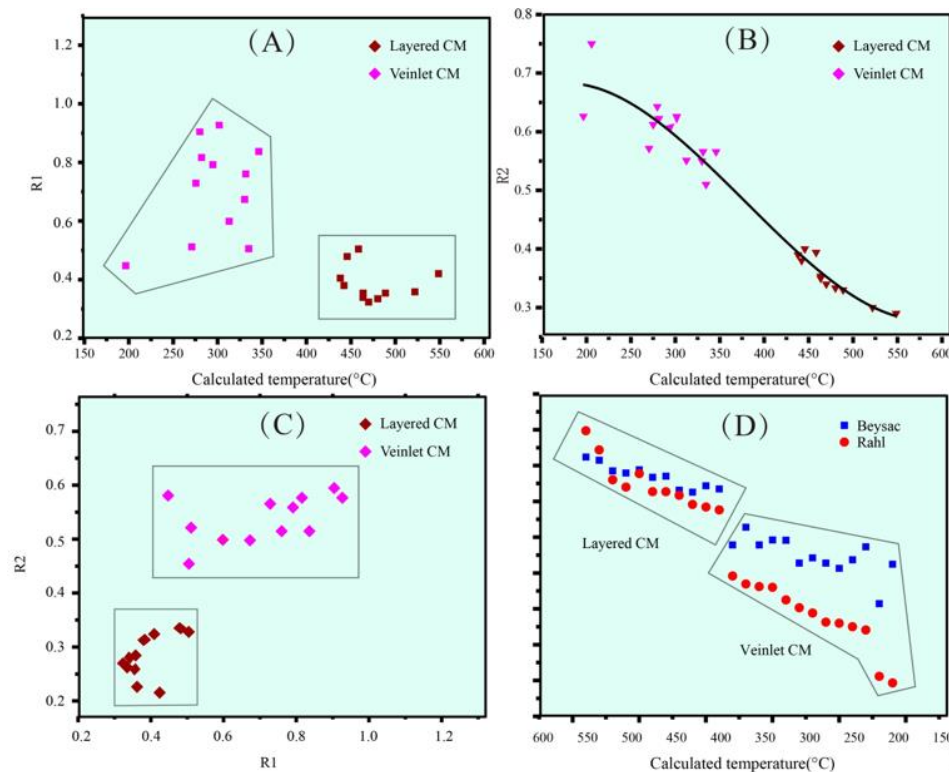 (A)
Layered CM
Veinlet CM
R1
1.2
1.0
0.8
0.6
0.4
0.2
150 200 250 300 350 400 450 500 550 600
Calculated temperature(°C)
(B)
Layered CM
Veinlet CM
R2
0.8
0.7
0.6
0.5
0.4
0.3
150 200 250 300 350 400 450 500 550 600
Calculated temperature(°C)
(C)
Layered CM
Veinlet CM
R2
0.7
0.6
0.5
0.4
0.3
0.2
0.2 0.4 0.6 0.8 1.0 1.2
R1
(D)
Beysac
Rahl
Layered CM
Veinlet CM
600 550 500 450 400 350 300 250 200
Calculated temperature(°C)